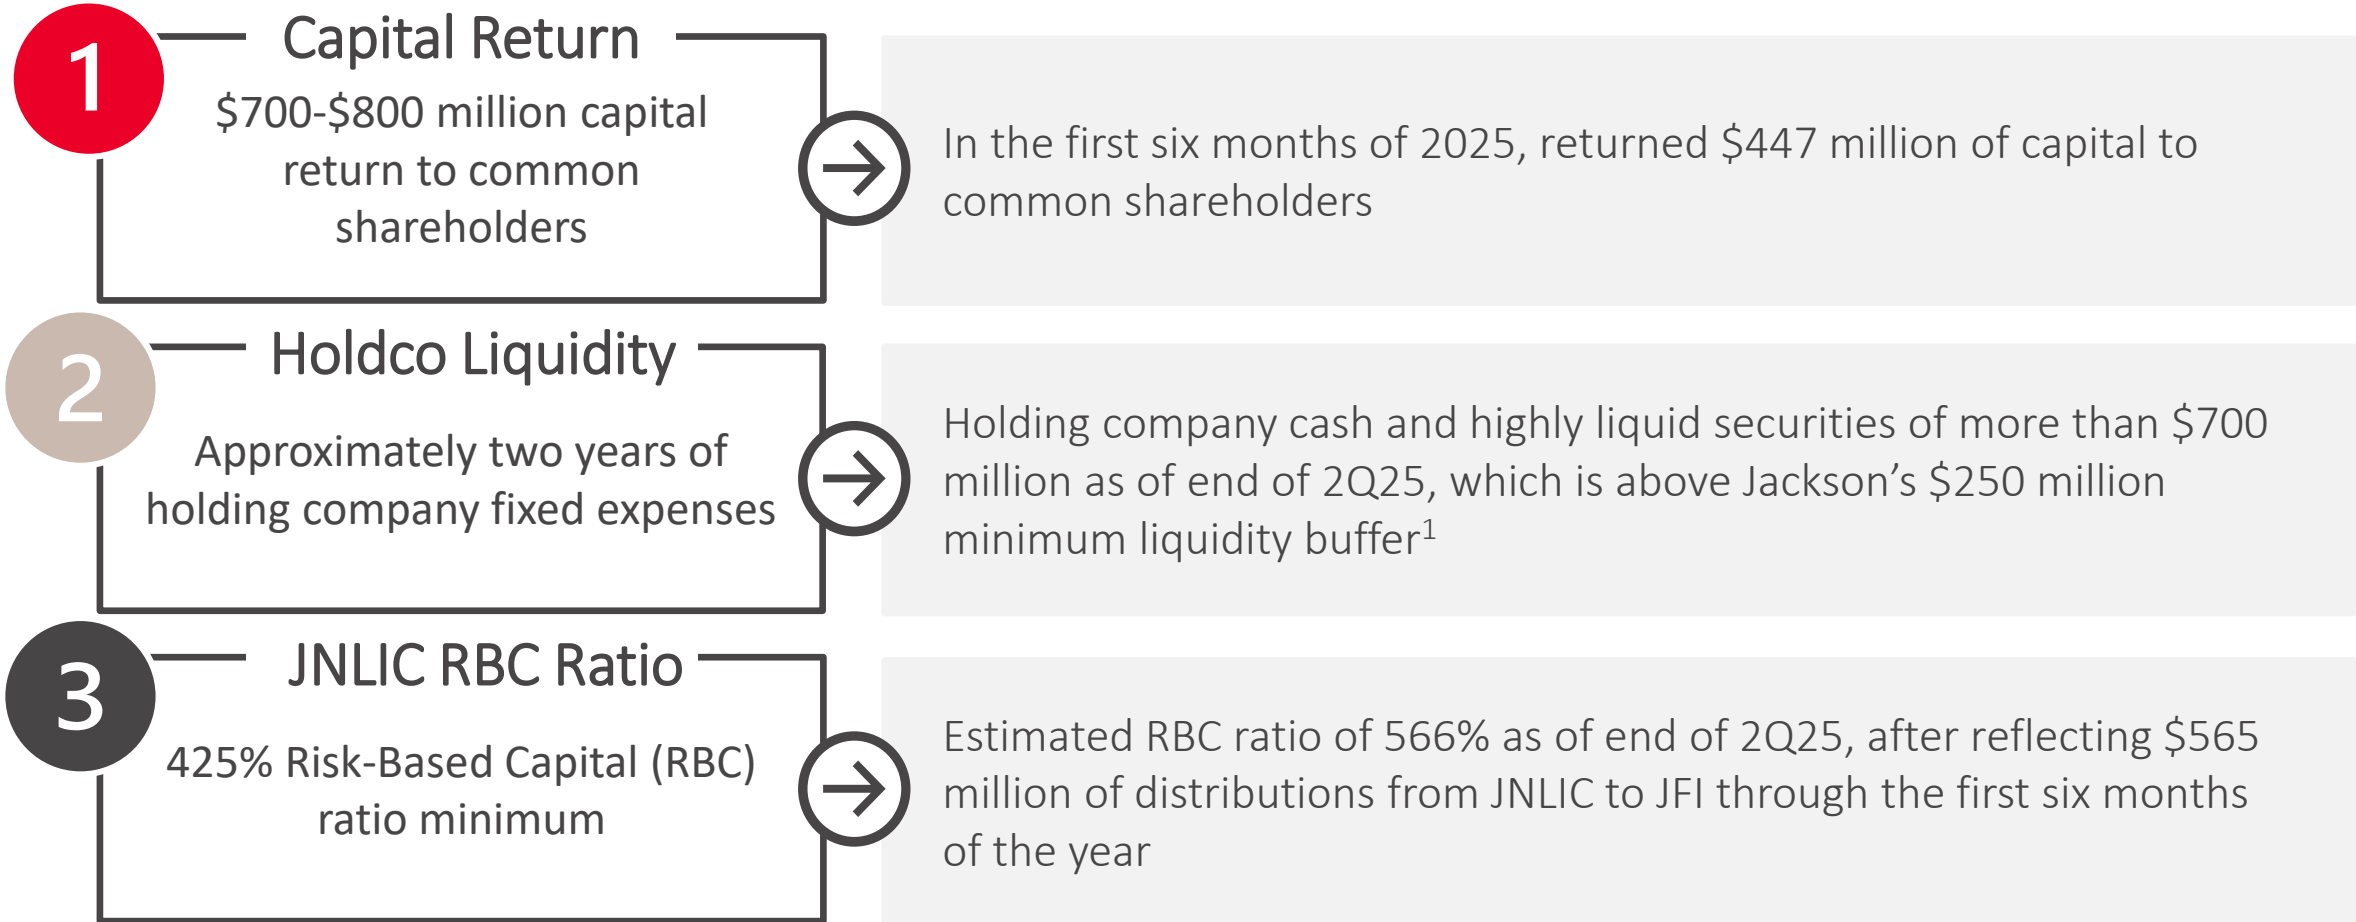 1
Capital Return
$700-$800 million capital
return to common
shareholders
In the first six months of 2025, returned $447 million of capital to
common shareholders
2
Holdco Liquidity
Approximately two years of
holding company fixed expenses
Holding company cash and highly liquid securities of more than $700
million as of end of 2Q25, which is above Jackson’s $250 million
minimum liquidity buffer¹
3
JNLIC RBC Ratio
425% Risk-Based Capital (RBC)
ratio minimum
Estimated RBC ratio of 566% as of end of 2Q25, after reflecting $565
million of distributions from JNLIC to JFI through the first six months
of the year